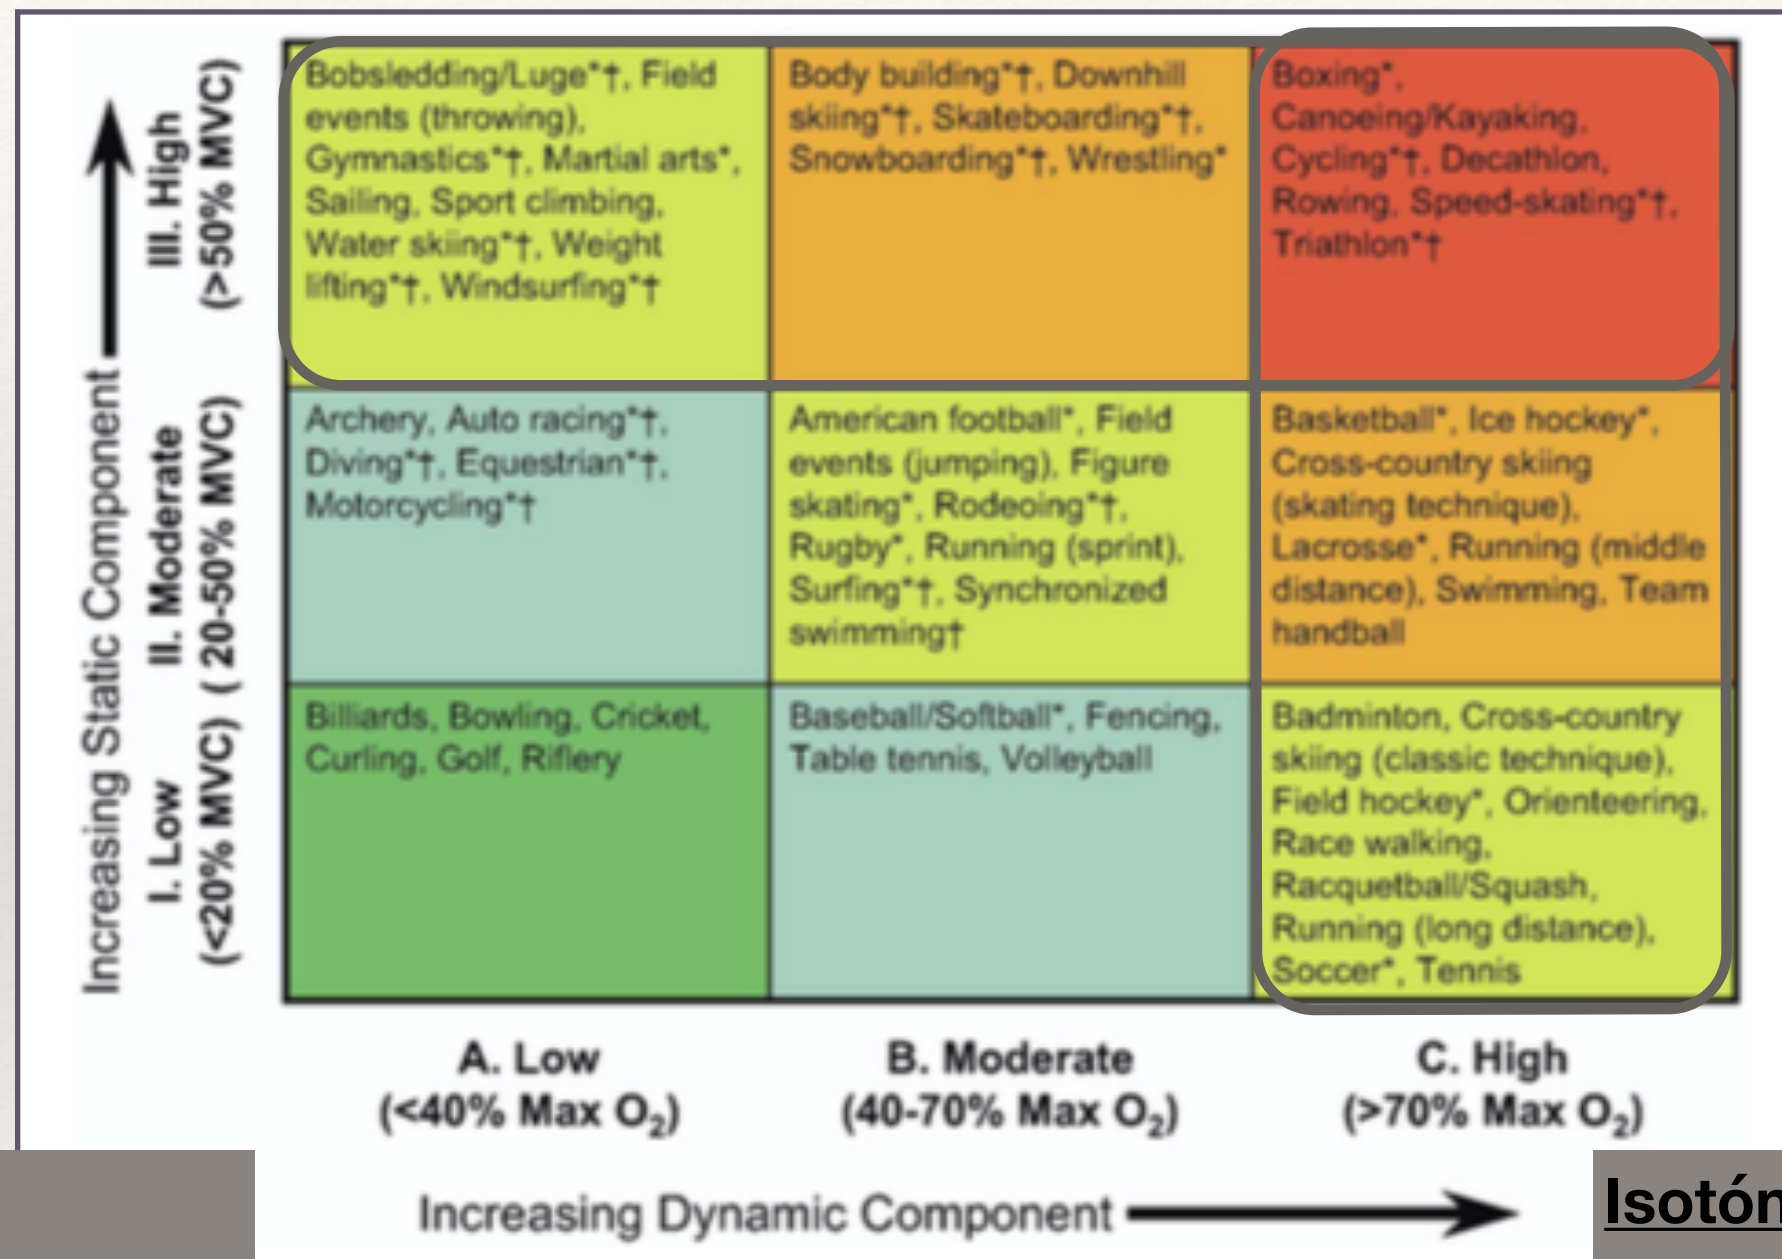 Increasing Static Component
III. High
(>50% MVC)
Bobsledding/Luge*†, Field
events (throwing),
Gymnastics*†, Martial arts*,
Sailing, Sport climbing,
Water skiing*†, Weight
lifting*†, Windsurfing*†
Body building*†, Downhill
skiing*†, Skateboarding*†,
Snowboarding*†, Wrestling*
Boxing*,
Canoeing/Kayaking,
Cycling*†, Decathlon,
Rowing, Speed-skating*†,
Triathlon*†
II. Moderate
( 20-50% MVC)
Archery, Auto racing*†,
Diving*†, Equestrian*†,
Motorcycling*†
American football*, Field
events (jumping), Figure
skating*, Rodeoing*†,
Rugby*, Running (sprint),
Surfing*†, Synchronized
swimming†
Basketball*, Ice hockey*,
Cross-country skiing
(skating technique),
Lacrosse*, Running (middle
distance), Swimming, Team
handball
I. Low
(<20% MVC)
Billiards, Bowling, Cricket,
Curling, Golf, Riflery
Baseball/Softball*, Fencing,
Table tennis, Volleyball
Badminton, Cross-country
skiing (classic technique),
Field hockey*, Orienteering,
Race walking,
Racquetball/Squash,
Running (long distance),
Soccer*, Tennis
A. Low
(<40% Max O₂)
B. Moderate
(40-70% Max O₂)
C. High
(>70% Max O₂)
Increasing Dynamic Component
Isotón